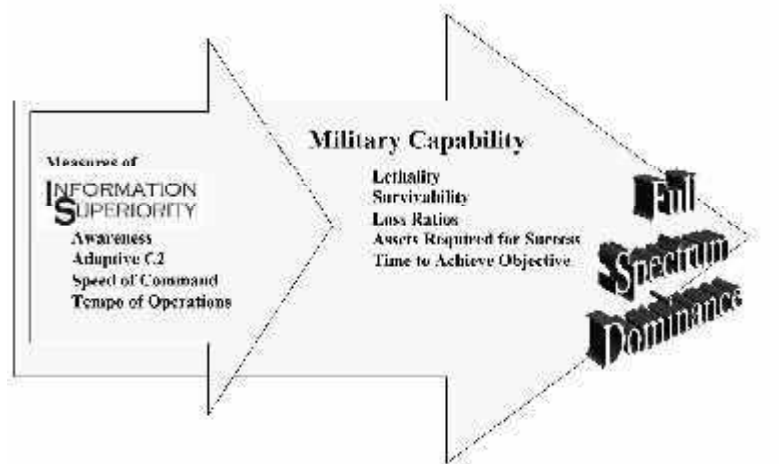 Measures of
INFORMATION
SUPERIORITY
Awareness
Adaptive C2
Speed of Command
Tempo of Operations
Military Capability
Lethality
Survivability
Loss Ratios
Assets Required for Success
Time to Achieve Objective
Full
Spectrum
Dominance